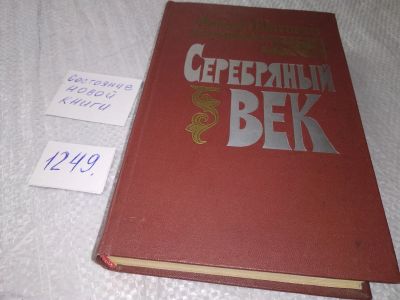 состояние
новой
книги
1249.
Серебряный
век